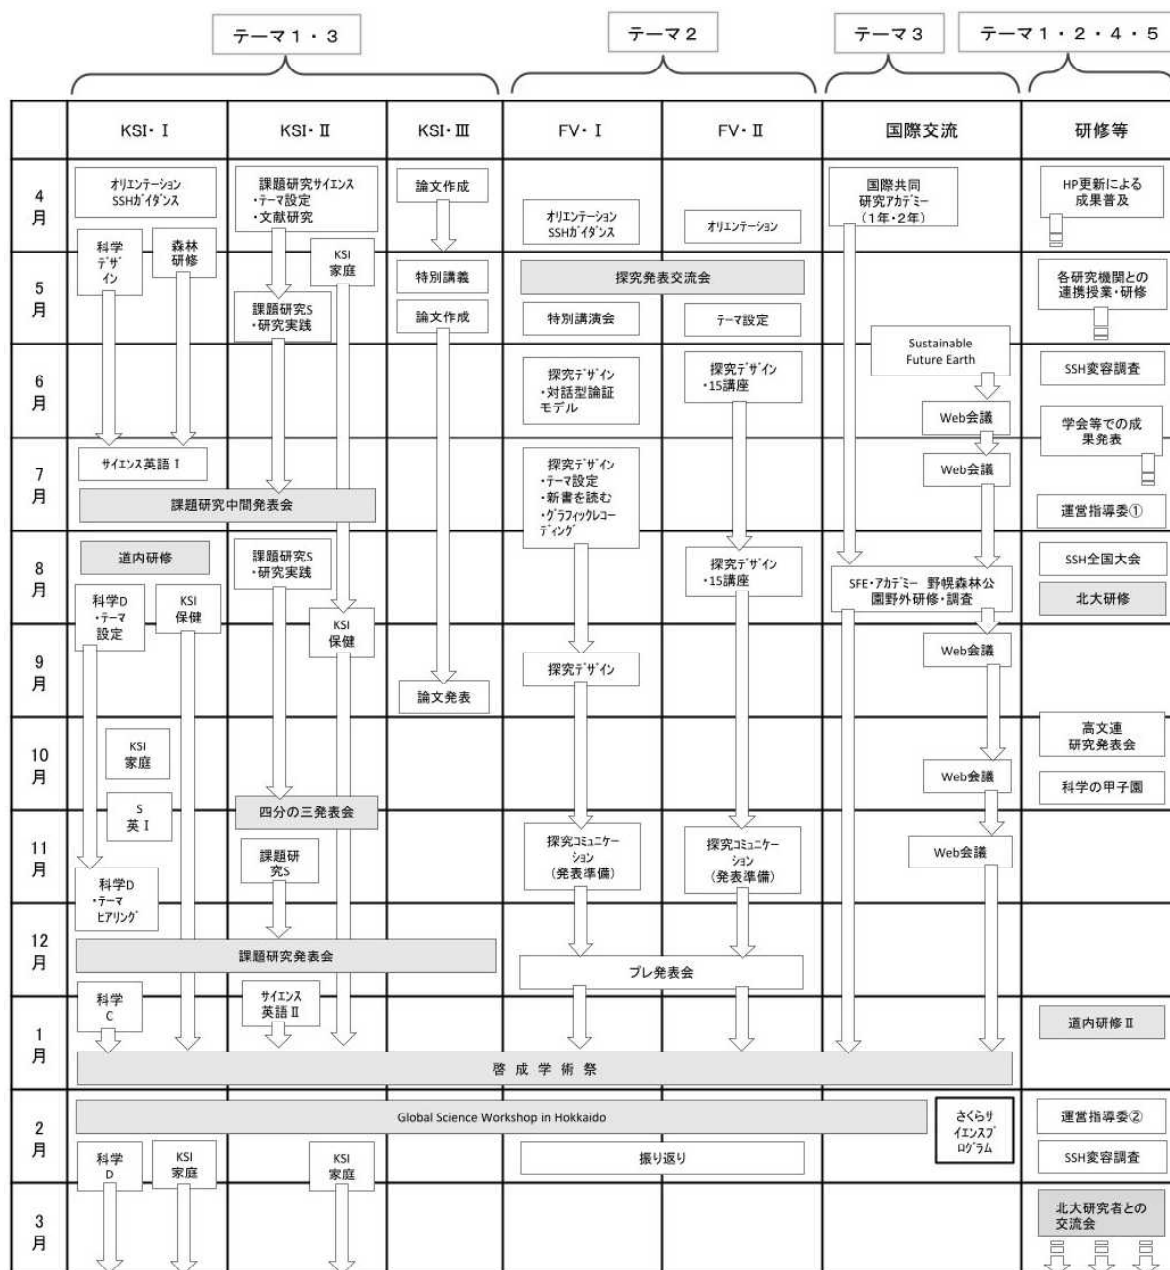 テーマ1・3
テーマ2
テーマ3
テーマ1・2・4・5
KSI・Ⅰ
KSI・Ⅱ
KSI・Ⅲ
FV・Ⅰ
FV・Ⅱ
国際交流
研修等
4
月
オリエンテーション
SSHガイダンス
科学
デザ
イン
森林
研修
課題研究サイエンス
・テーマ設定
・文献研究
KSI
家庭
論文作成
オリエンテーション
SSHガイダンス
オリエンテーション
国際共同
研究アカデミー
(1年・2年)
HP更新による
成果普及
5
月
課題研究S
・研究実践
特別講義
論文作成
探究発表交流会
特別講演会
テーマ設定
Sustainable
Future Earth
各研究機関との
連携授業・研修
6
月
探究デザイン
・対話型論証
モデル
探究デザイン
・15講座
Web会議
SSH変容調査
学会等での成
果発表
7
月
サイエンス英語Ⅰ
課題研究中間発表会
探究デザイン
・テーマ設定
・新書を読む
・グラフィックレコー
ディング
Web会議
運営指導委①
8
月
道内研修
科学D
・テーマ
設定
KSI
保健
課題研究S
・研究実践
KSI
保健
探究デザイン
・15講座
SFE・アカデミー 野幌森林公
園野外研修・調査
SSH全国大会
北大研修
9
月
論文発表
探究デザイン
Web会議
10
月
KSI
家庭
S
英Ⅰ
四分の三発表会
Web会議
高文連
研究発表会
科学の甲子園
11
月
科学D
・テーマ
ヒアリング
課題研
究S
探究コミュニケー
ション
(発表準備)
探究コミュニケー
ション
(発表準備)
Web会議
12
月
課題研究発表会
プレ発表会
科学
C
サイエンス
英語Ⅱ
1
月
道内研修Ⅱ
啓成学術祭
2
月
Global Science Workshop in Hokkaido
さくらサ
イエンスプ
ログラム
運営指導委②
科学
D
KSI
家庭
KSI
家庭
振り返り
SSH変容調査
3
月
北大研究者との
交流会